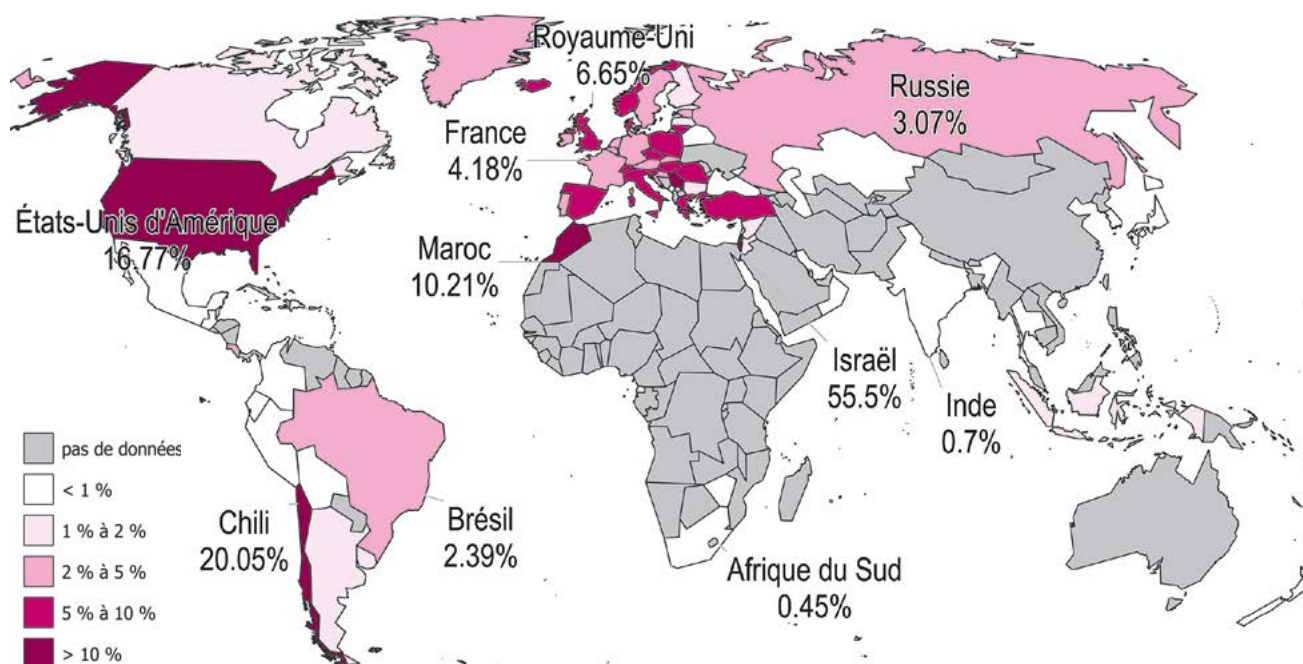 Royaume-Uni
6.65%
Russie
3.07%
France
4.18%
États-Unis d'Amérique
16.77%
Maroc
10.21%
Israël
55.5%
Inde
0.7%
Chili
20.05%
Brésil
2.39%
Afrique du Sud
0.45%
pas de données
< 1 %
1 % à 2 %
2 % à 5 %
5 % à 10 %
> 10 %